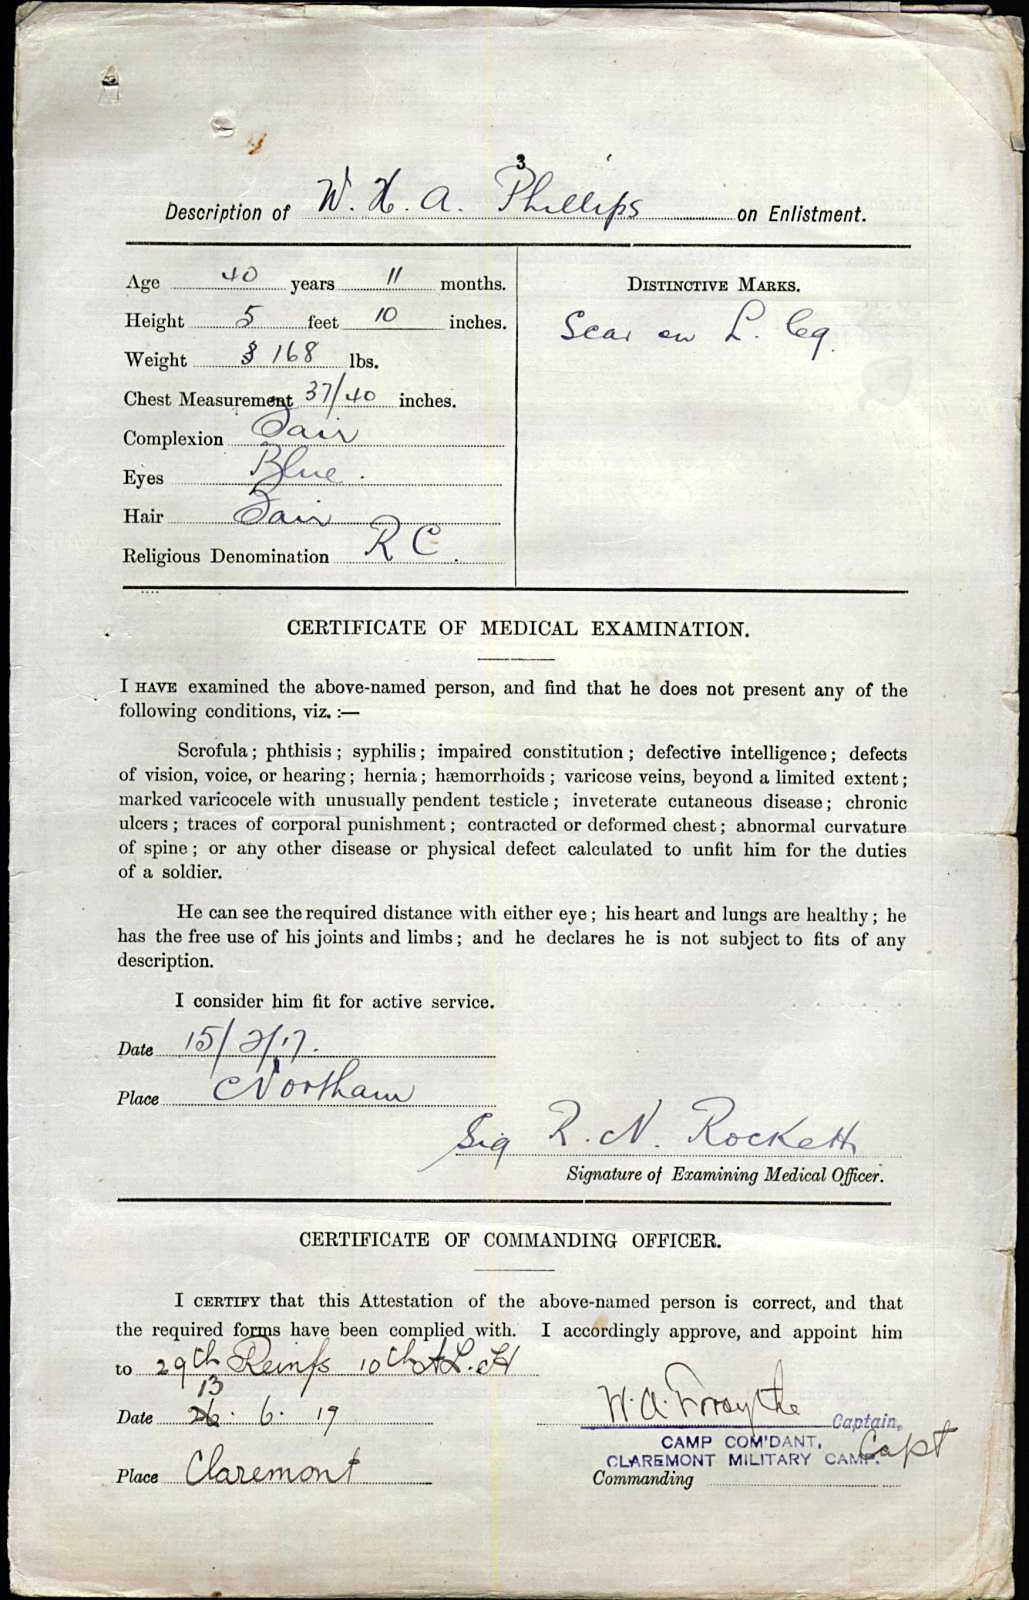 3
Description of W. H. A. Phillips on Enlistment.
Age 40 years 11 months.
Height 5 feet 10 inches.
Weight 168 lbs.
Chest Measurement 37/40 inches.
Complexion Fair
Eyes Blue.
Hair Fair
Religious Denomination R C.
DISTINCTIVE MARKS.
Scar on L. leg.
CERTIFICATE OF MEDICAL EXAMINATION.
I HAVE examined the above-named person, and find that he does not present any of the
following conditions, viz. :—
Scrofula ; phthisis ; syphilis ; impaired constitution ; defective intelligence ; defects
of vision, voice, or hearing ; hernia ; hæmorrhoids ; varicose veins, beyond a limited extent ;
marked varicocele with unusually pendent testicle ; inveterate cutaneous disease ; chronic
ulcers ; traces of corporal punishment ; contracted or deformed chest ; abnormal curvature
of spine ; or any other disease or physical defect calculated to unfit him for the duties
of a soldier.
He can see the required distance with either eye ; his heart and lungs are healthy ; he
has the free use of his joints and limbs ; and he declares he is not subject to fits of any
description.
I consider him fit for active service.
Date 15/2/17.
Place Northam
Sig R. N. Rockett
Signature of Examining Medical Officer.
CERTIFICATE OF COMMANDING OFFICER.
I CERTIFY that this Attestation of the above-named person is correct, and that
the required forms have been complied with. I accordingly approve, and appoint him
to 29th Reinfs 10th A L. H
13
Date 26. 6. 17
W. A. Forsythe Captain,
CAMP COM'DANT,
CLAREMONT MILITARY CAMP.
Capt
Place Claremont
Commanding